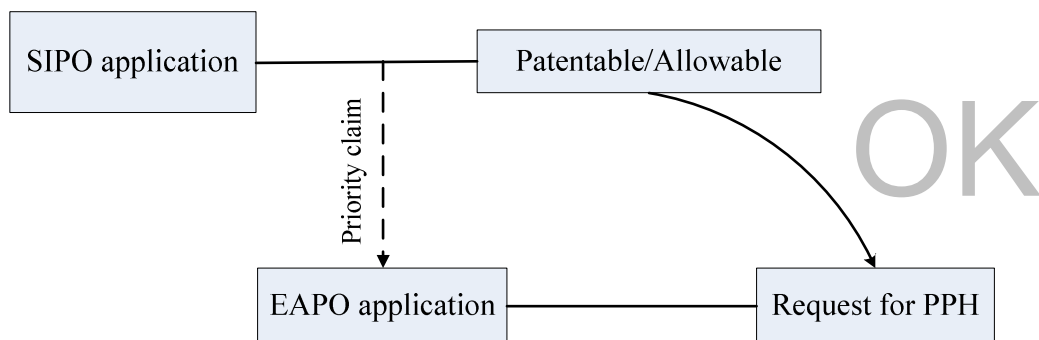 SIPO application
Patentable/Allowable
OK
Priority claim
EAPO application
Request for PPH